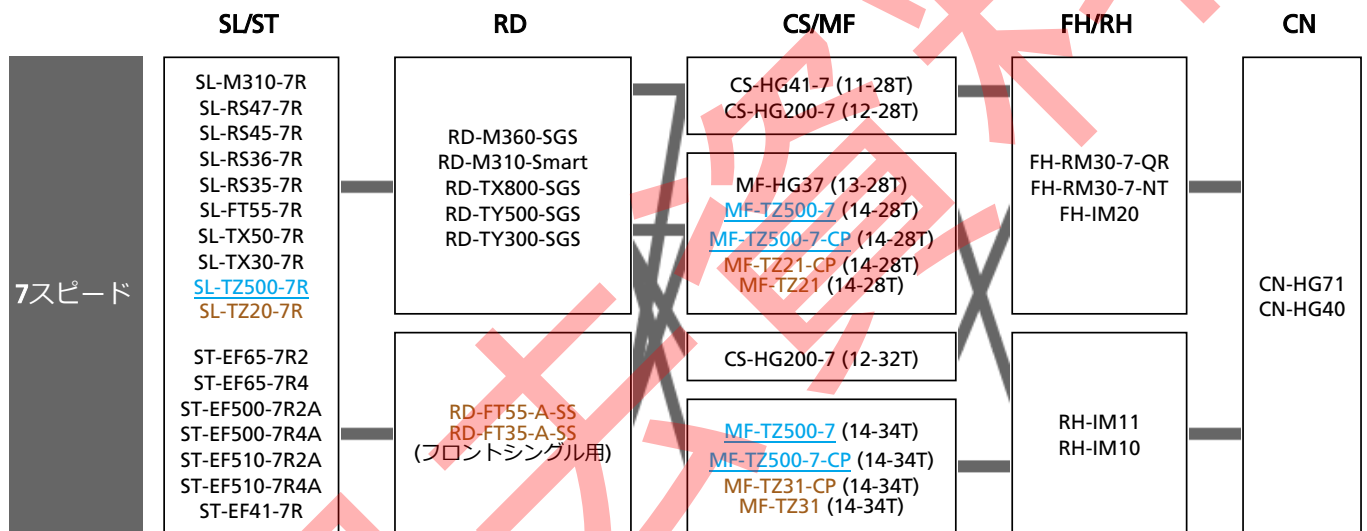 SL/ST
RD
CS/MF
FH/RH
CN
7スピード
SL-M310-7R
SL-RS47-7R
SL-RS45-7R
SL-RS36-7R
SL-RS35-7R
SL-FT55-7R
SL-TX50-7R
SL-TX30-7R
SL-TZ500-7R
SL-TZ20-7R
ST-EF65-7R2
ST-EF65-7R4
ST-EF500-7R2A
ST-EF500-7R4A
ST-EF510-7R2A
ST-EF510-7R4A
ST-EF41-7R
RD-M360-SGS
RD-M310-Smart
RD-TX800-SGS
RD-TY500-SGS
RD-TY300-SGS
RD-FT55-A-SS
RD-FT35-A-SS
(フロントシングル用)
CS-HG41-7 (11-28T)
CS-HG200-7 (12-28T)
MF-HG37 (13-28T)
MF-TZ500-7 (14-28T)
MF-TZ500-7-CP (14-28T)
MF-TZ21-CP (14-28T)
MF-TZ21 (14-28T)
CS-HG200-7 (12-32T)
MF-TZ500-7 (14-34T)
MF-TZ500-7-CP (14-34T)
MF-TZ31-CP (14-34T)
MF-TZ31 (14-34T)
FH-RM30-7-QR
FH-RM30-7-NT
FH-IM20
RH-IM11
RH-IM10
CN-HG71
CN-HG40